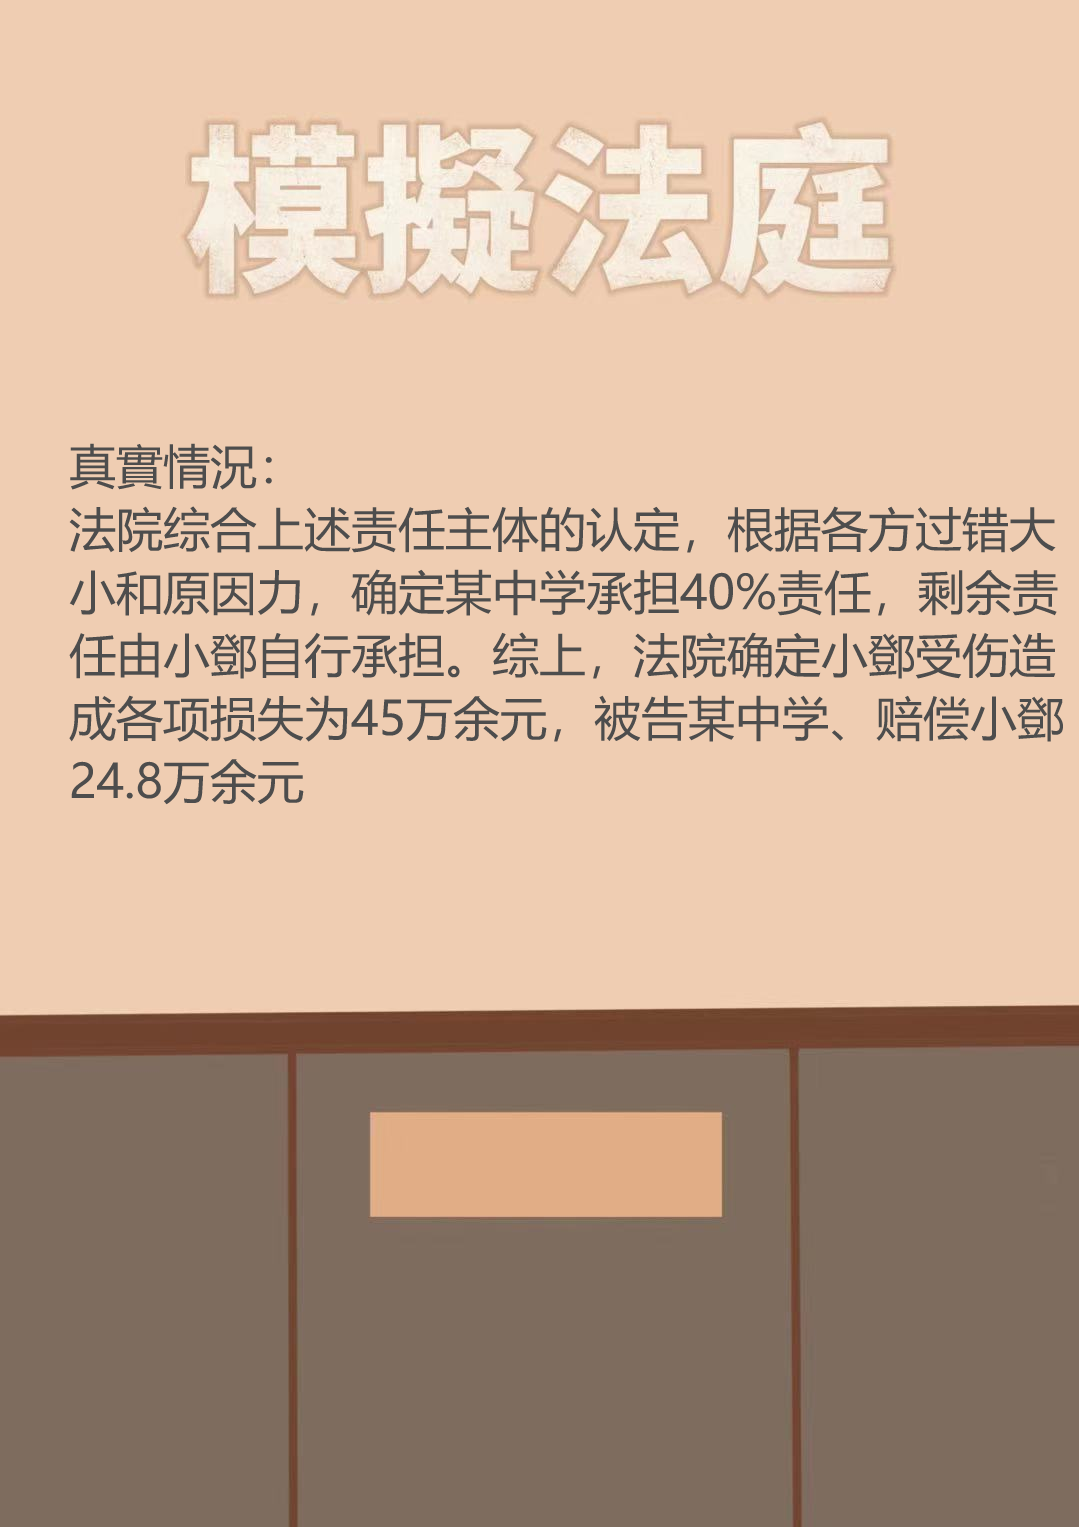 模擬法庭
真實情況：
法院综合上述责任主体的认定，根据各方过错大
小和原因力，确定某中学承担40%责任，剩余责
任由小鄧自行承担。综上，法院确定小鄧受伤造
成各项损失为45万余元，被告某中学、赔偿小鄧
24.8万余元